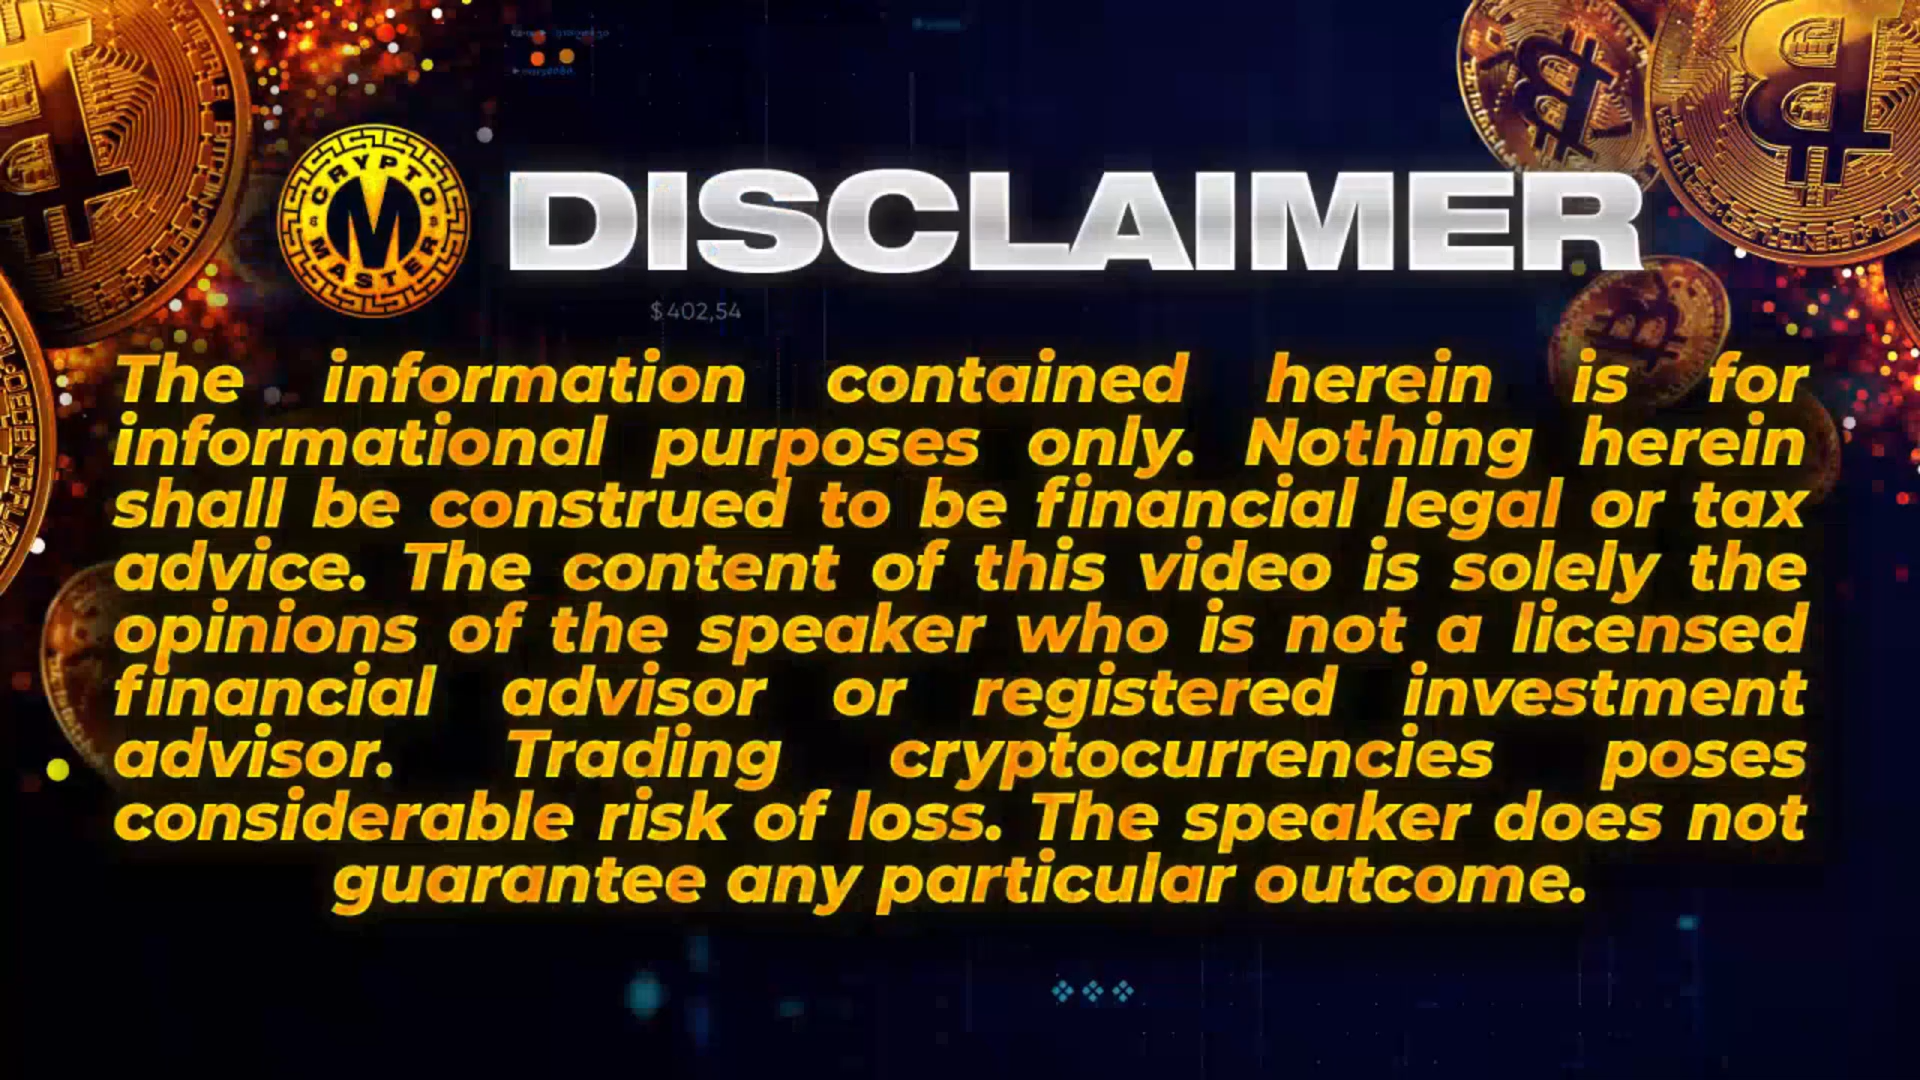 CRYPTO
M
MASTER
DISCLAIMER
$402,54
The information contained herein is for
informational purposes only. Nothing herein
shall be construed to be financial legal or tax
advice. The content of this video is solely the
opinions of the speaker who is not a licensed
financial advisor or registered investment
advisor. Trading cryptocurrencies poses
considerable risk of loss. The speaker does not
guarantee any particular outcome.